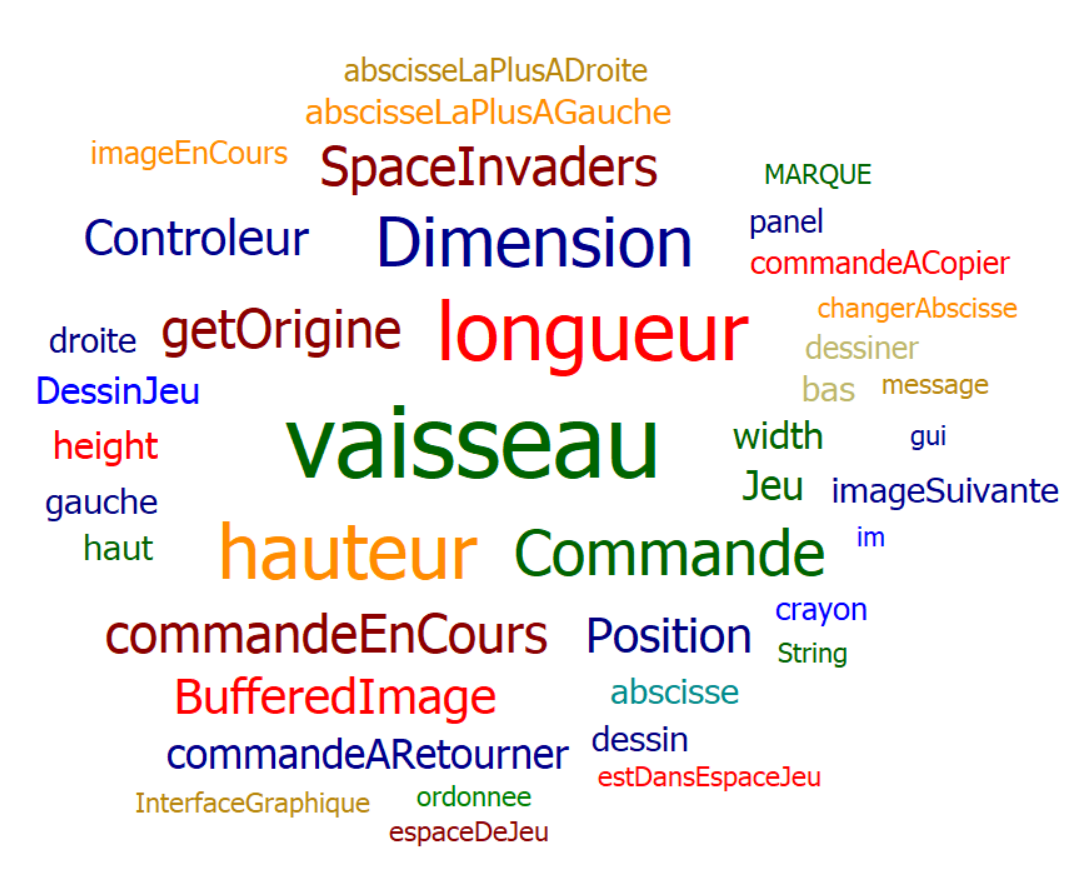 abscisseLaPlusADroite
abscisseLaPlusAGauche
imageEnCours
SpaceInvaders
MARQUE
Controleur
Dimension
panel
commandeACopier
droite
getOrigine
longueur
changerAbscisse
dessiner
DessinJeu
bas
message
height
vaisseau
width
gui
gauche
Jeu
imageSuivante
haut
hauteur
Commande
im
commandeEnCours
Position
crayon
String
BufferedImage
abscisse
commandeARetourner
dessin
estDansEspaceJeu
InterfaceGraphique
ordonnee
espaceDeJeu